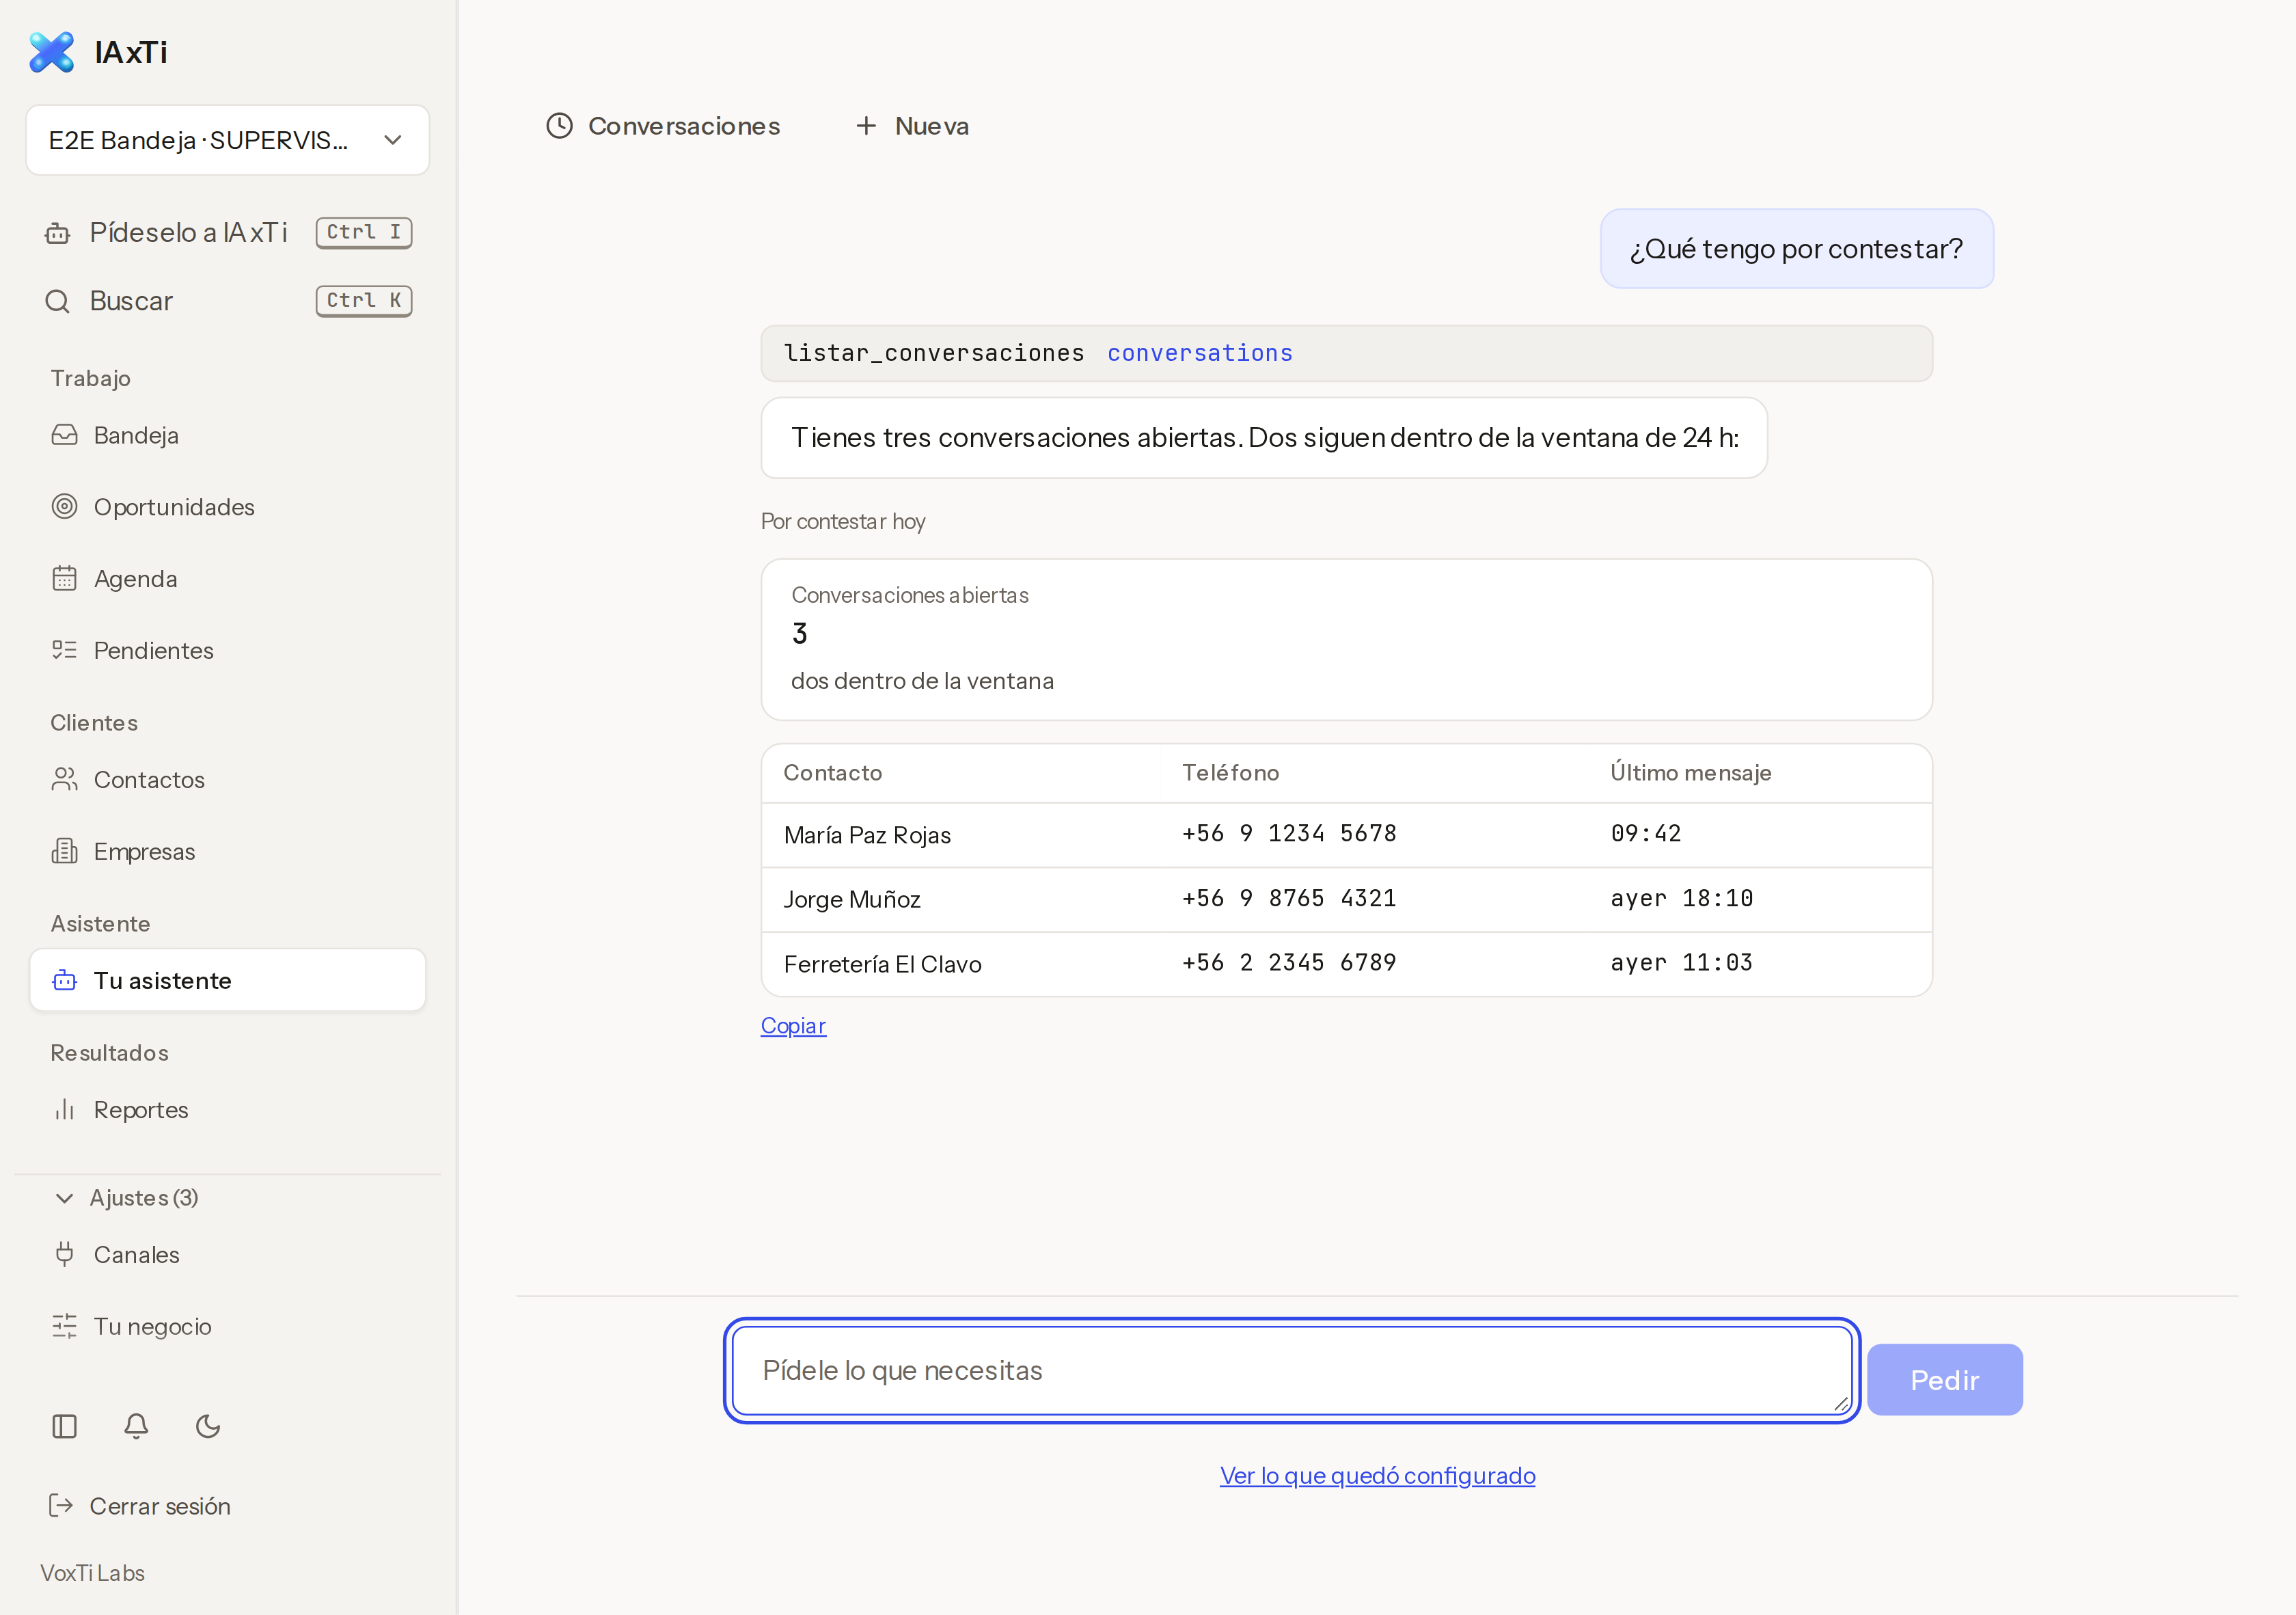 IAxTi
E2E Bandeja · SUPERVIS...
Pídeselo a IAxTi Ctrl I
Buscar Ctrl K
Trabajo
Bandeja
Oportunidades
Agenda
Pendientes
Clientes
Contactos
Empresas
Asistente
Tu asistente
Resultados
Reportes
Ajustes (3)
Canales
Tu negocio
Cerrar sesión
VoxTi Labs
Conversaciones Nueva
¿Qué tengo por contestar?
listar_conversaciones conversations
Tienes tres conversaciones abiertas. Dos siguen dentro de la ventana de 24 h:
Por contestar hoy
Conversaciones abiertas
3
dos dentro de la ventana
Contacto Teléfono Último mensaje
María Paz Rojas +56 9 1234 5678 09:42
Jorge Muñoz +56 9 8765 4321 ayer 18:10
Ferretería El Clavo +56 2 2345 6789 ayer 11:03
Copiar
Pídele lo que necesitas
Pedir
Ver lo que quedó configurado